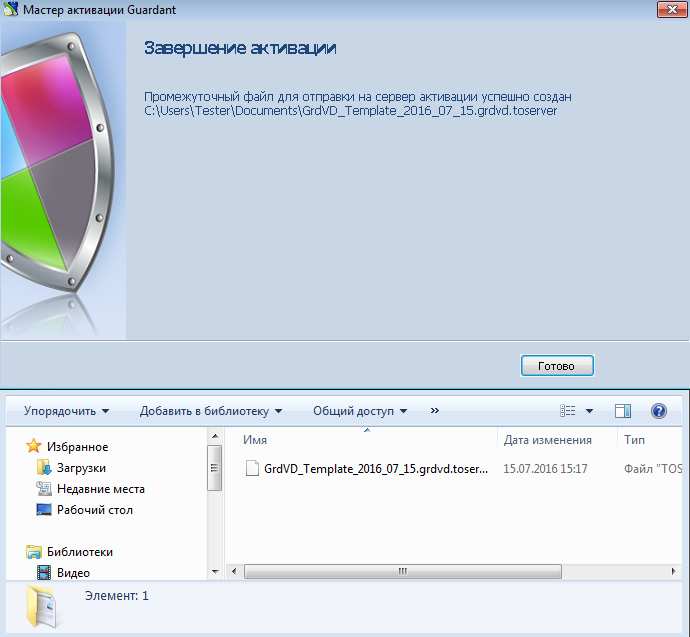 Мастер активации Guardant
Завершение активации
Промежуточный файл для отправки на сервер активации успешно создан
C:\Users\Tester\Documents\GrdVD_Template_2016_07_15.grdvd.toserver
Готово
Упорядочить Добавить в библиотеку Общий доступ »
Имя Дата изменения Тип
Избранное
Загрузки
Недавние места
Рабочий стол
Библиотеки
Видео
GrdVD_Template_2016_07_15.grdvd.toser... 15.07.2016 15:17 Файл "TOS
Элемент: 1